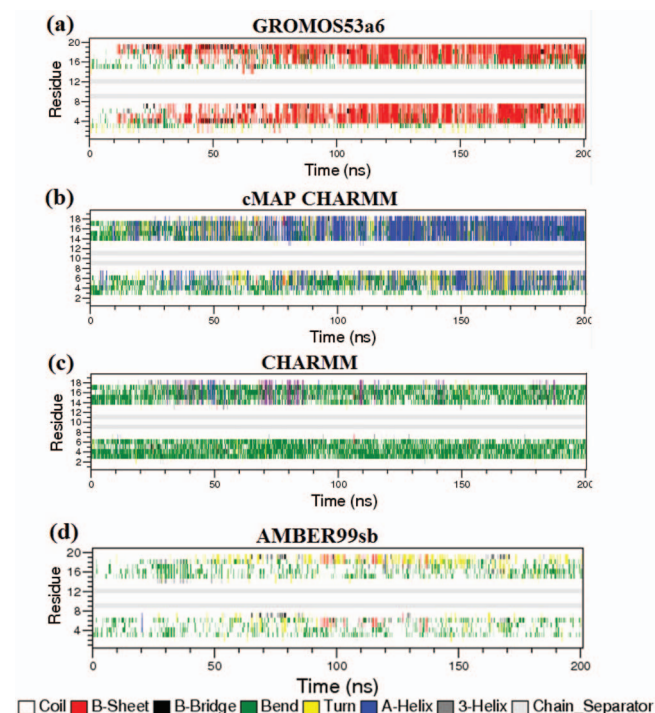 (a)
GROMOS53a6
20
16
12
8
4
Residue
0
50
100
150
200
Time (ns)
(b)
cMAP CHARMM
18
16
14
12
10
8
6
4
2
Residue
0
50
100
150
200
Time (ns)
(c)
CHARMM
18
16
14
12
10
8
6
4
2
Residue
0
50
100
150
200
Time (ns)
(d)
AMBER99sb
20
16
12
8
4
Residue
0
50
100
150
200
Time (ns)
Coil B-Sheet B-Bridge Bend Turn A-Helix 3-Helix Chain_Separator